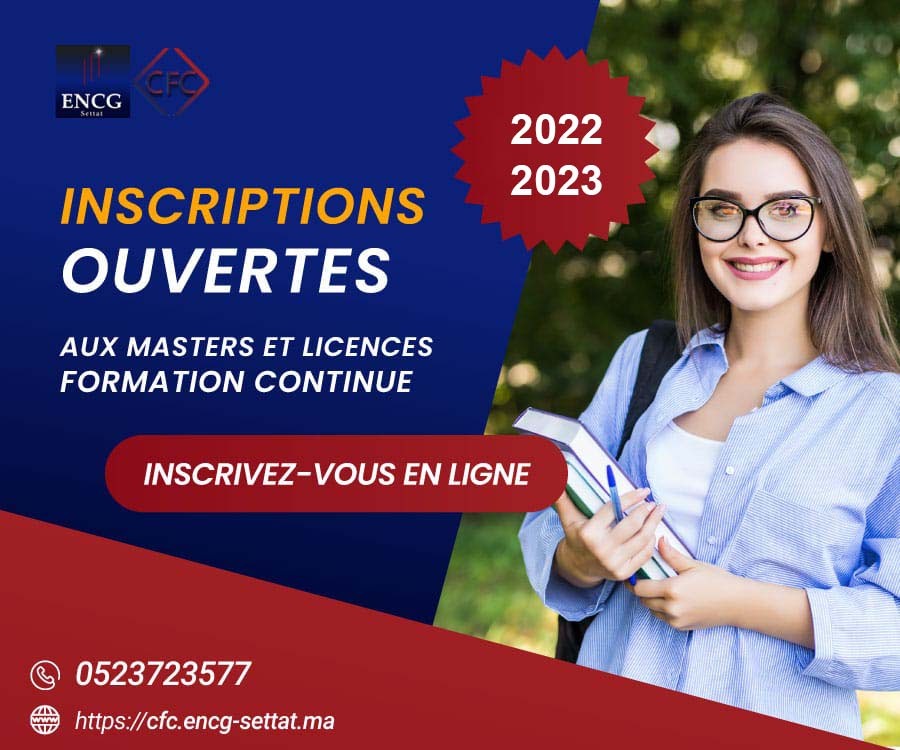 ENCG
Settat
CFC
2022
2023
INSCRIPTIONS
OUVERTES
AUX MASTERS ET LICENCES
FORMATION CONTINUE
INSCRIVEZ-VOUS EN LIGNE
0523723577
https://cfc.encg-settat.ma